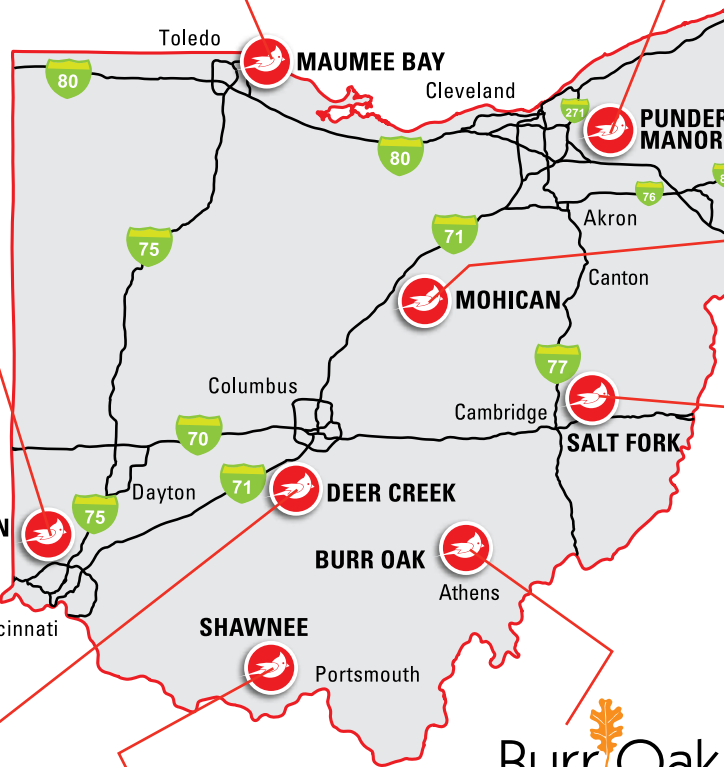 Toledo
MAUMEE BAY
80
Cleveland
271
PUNDER
MANOR
80
76
8
Akron
75
71
Canton
MOHICAN
77
Columbus
Cambridge
70
SALT FORK
71
DEER CREEK
Dayton
75
N
BURR OAK
Athens
cinnati
SHAWNEE
Portsmouth
Burr Oak